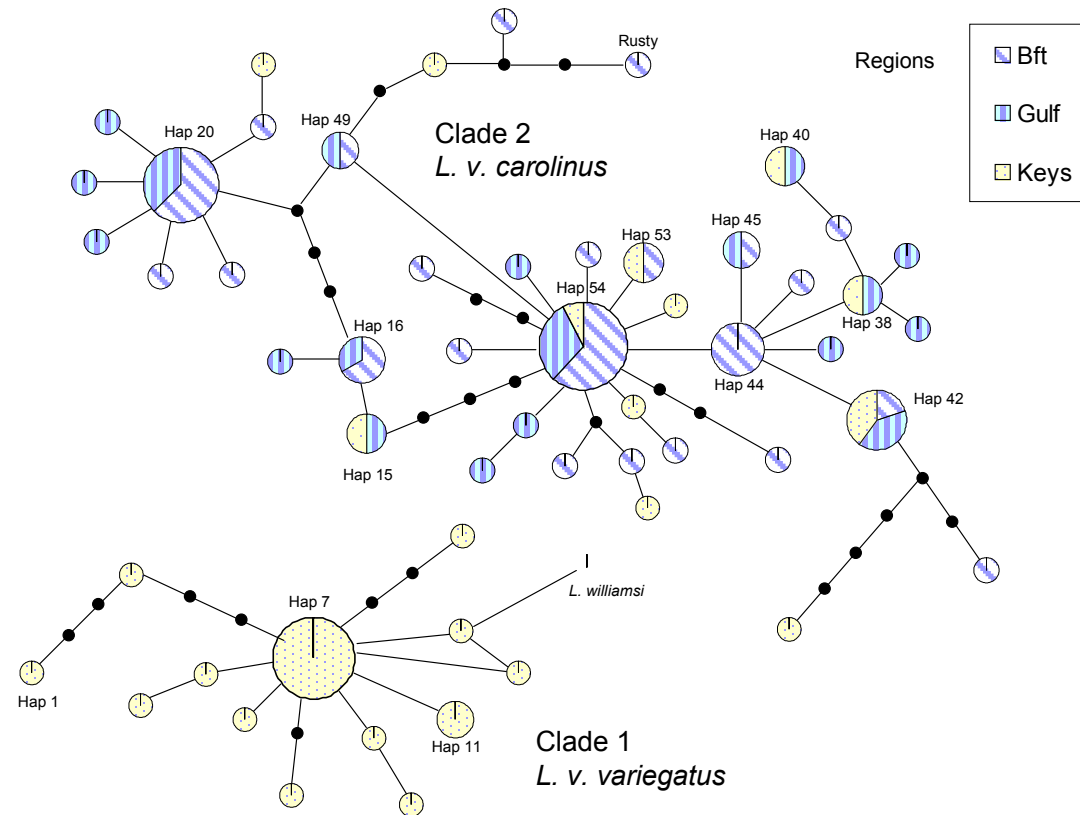 Rusty
Regions
Bft
Gulf
Keys
Hap 20
Hap 49
Clade 2
L. v. carolinus
Hap 40
Hap 45
Hap 53
Hap 54
Hap 38
Hap 16
Hap 44
Hap 42
Hap 15
L. williamsi
Hap 7
Hap 1
Hap 11
Clade 1
L. v. variegatus